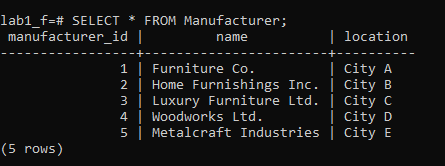 lab1_f=# SELECT * FROM Manufacturer;
 manufacturer_id |          name          | location
-----------------+------------------------+----------
               1 | Furniture Co.          | City A
               2 | Home Furnishings Inc.  | City B
               3 | Luxury Furniture Ltd.  | City C
               4 | Woodworks Ltd.         | City D
               5 | Metalcraft Industries  | City E
(5 rows)